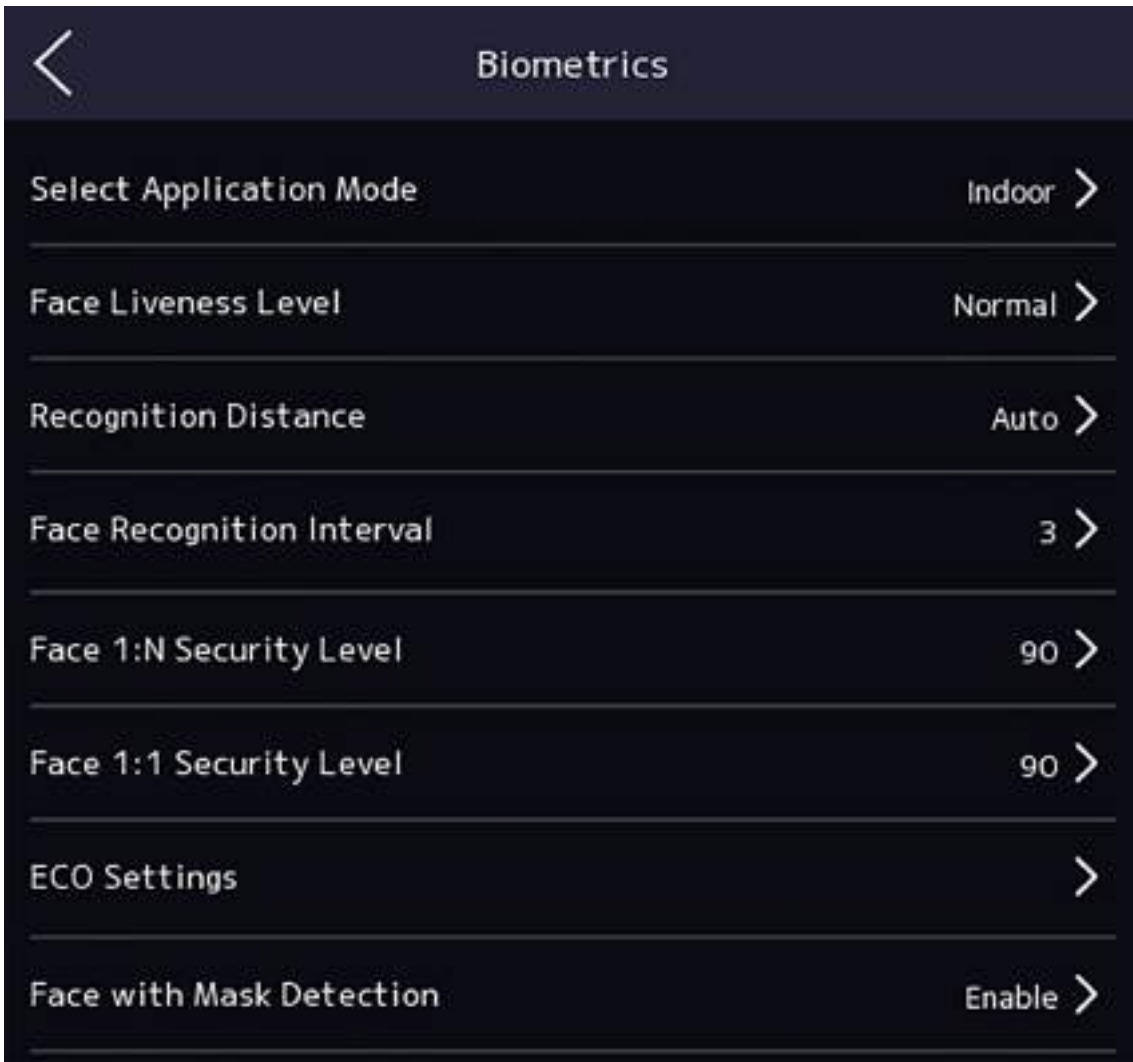 Biometrics
Select Application Mode Indoor
Face Liveness Level Normal
Recognition Distance Auto
Face Recognition Interval 3
Face 1:N Security Level 90
Face 1:1 Security Level 90
ECO Settings
Face with Mask Detection Enable